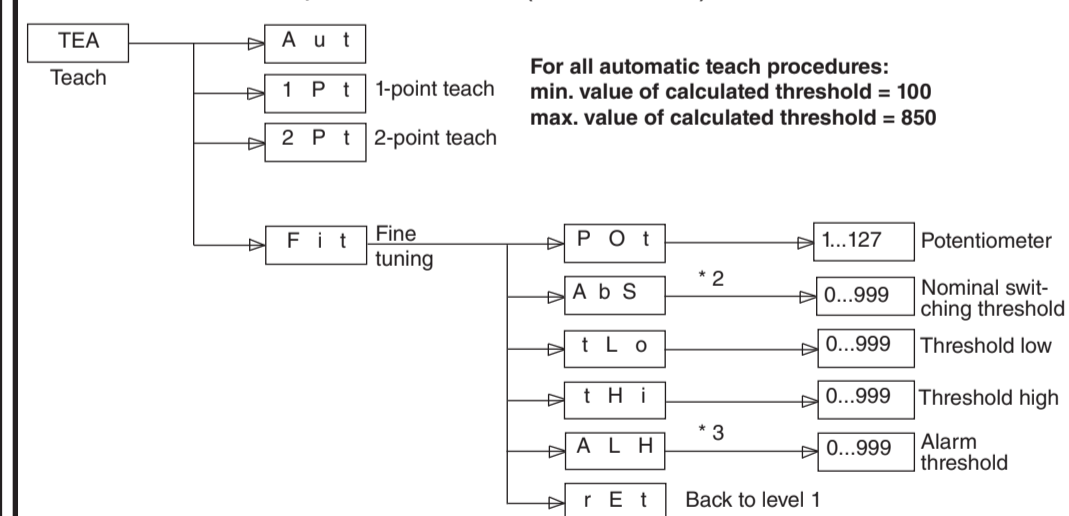 TEA
Teach
A u t
1 P t 1-point teach
2 P t 2-point teach
For all automatic teach procedures:
min. value of calculated threshold = 100
max. value of calculated threshold = 850
F i t
Fine
tuning
P O t 1...127 Potentiometer
A b S * 2 0...999 Nominal swit-
ching threshold
t L o 0...999 Threshold low
t H i 0...999 Threshold high
A L H * 3 0...999 Alarm
threshold
r E t Back to level 1